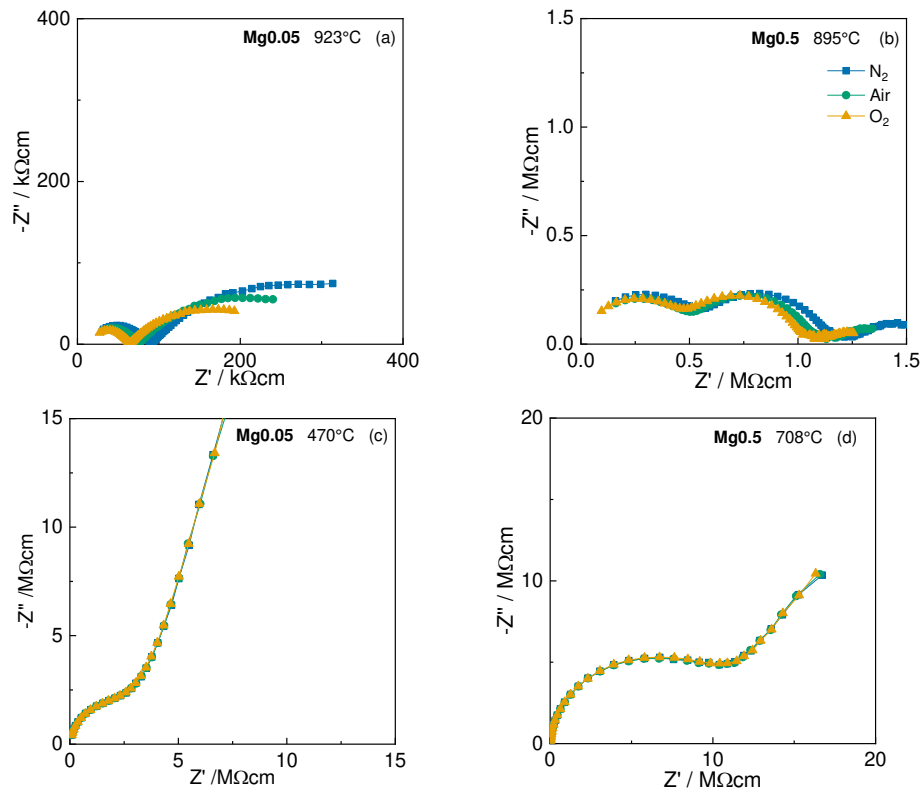 400
Mg0.05 923°C (a)
-Z'' / kΩcm
200
0
0 200 400
Z' / kΩcm
1.5
Mg0.5 895°C (b)
N₂
Air
O₂
-Z'' / MΩcm
1.0
0.5
0.0
0.0 0.5 1.0 1.5
Z' / MΩcm
15
Mg0.05 470°C (c)
-Z'' /MΩcm
10
5
0
0 5 10 15
Z' /MΩcm
20
Mg0.5 708°C (d)
-Z'' / MΩcm
10
0
0 10 20
Z' / MΩcm